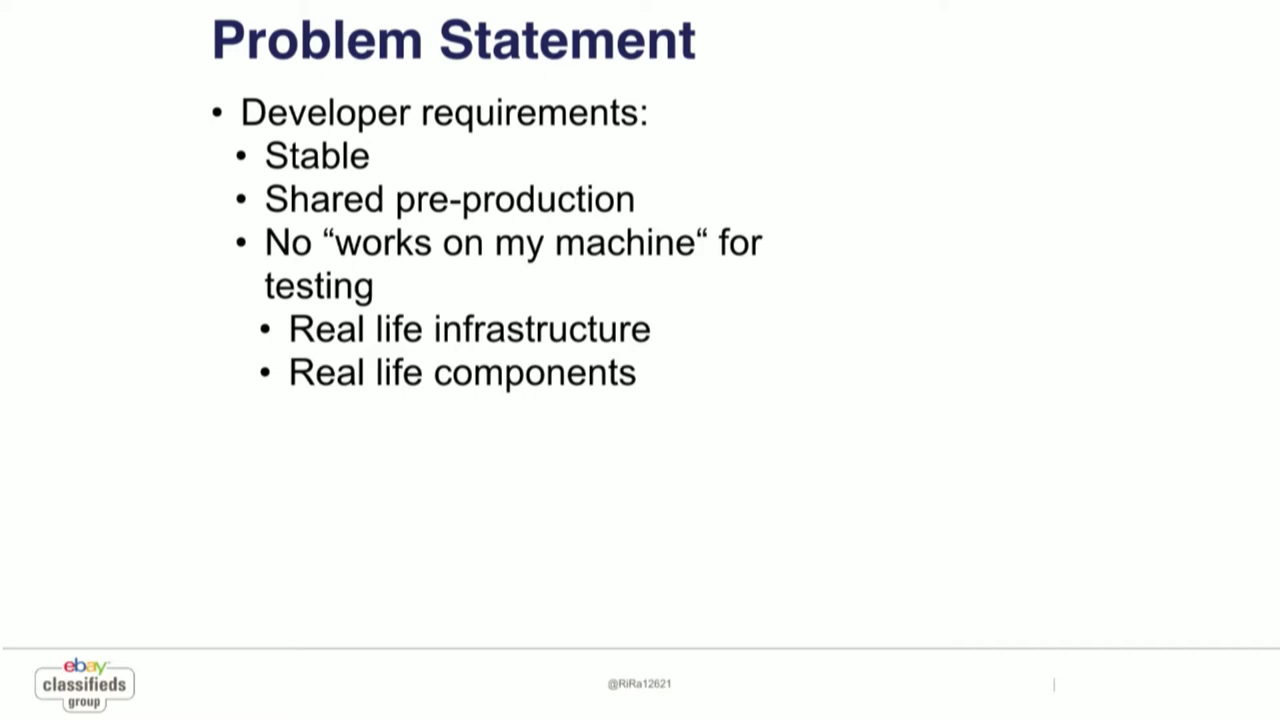 Problem Statement
• Developer requirements:
• Stable
• Shared pre-production
• No “works on my machine“ for
testing
• Real life infrastructure
• Real life components
ebay
classifieds
group
@RiRa12621
|